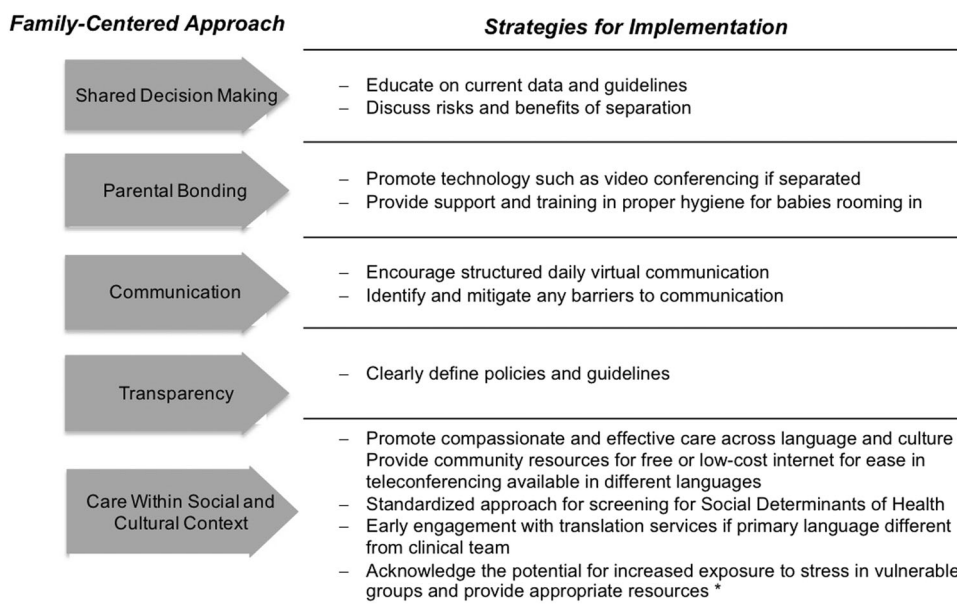 Family-Centered Approach
Strategies for Implementation
Shared Decision Making
– Educate on current data and guidelines
– Discuss risks and benefits of separation
Parental Bonding
– Promote technology such as video conferencing if separated
– Provide support and training in proper hygiene for babies rooming in
Communication
– Encourage structured daily virtual communication
– Identify and mitigate any barriers to communication
Transparency
– Clearly define policies and guidelines
Care Within Social and
Cultural Context
– Promote compassionate and effective care across language and culture
Provide community resources for free or low-cost internet for ease in
teleconferencing available in different languages
– Standardized approach for screening for Social Determinants of Health
– Early engagement with translation services if primary language different
from clinical team
– Acknowledge the potential for increased exposure to stress in vulnerable
groups and provide appropriate resources *